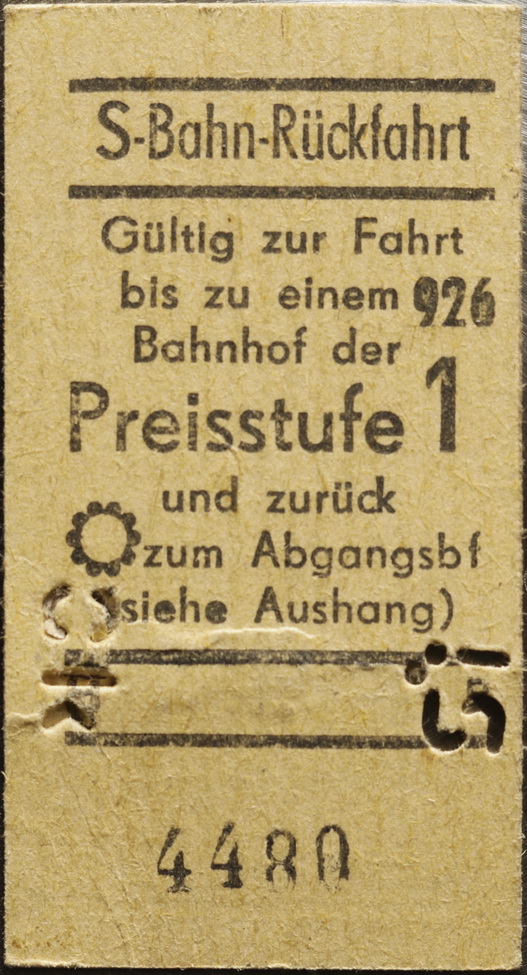 S-Bahn-Rückfahrt
Gültig zur Fahrt
bis zu einem 926
Bahnhof der
Preisstufe 1
und zurück
zum Abgangsbf
(siehe Aushang)
4480